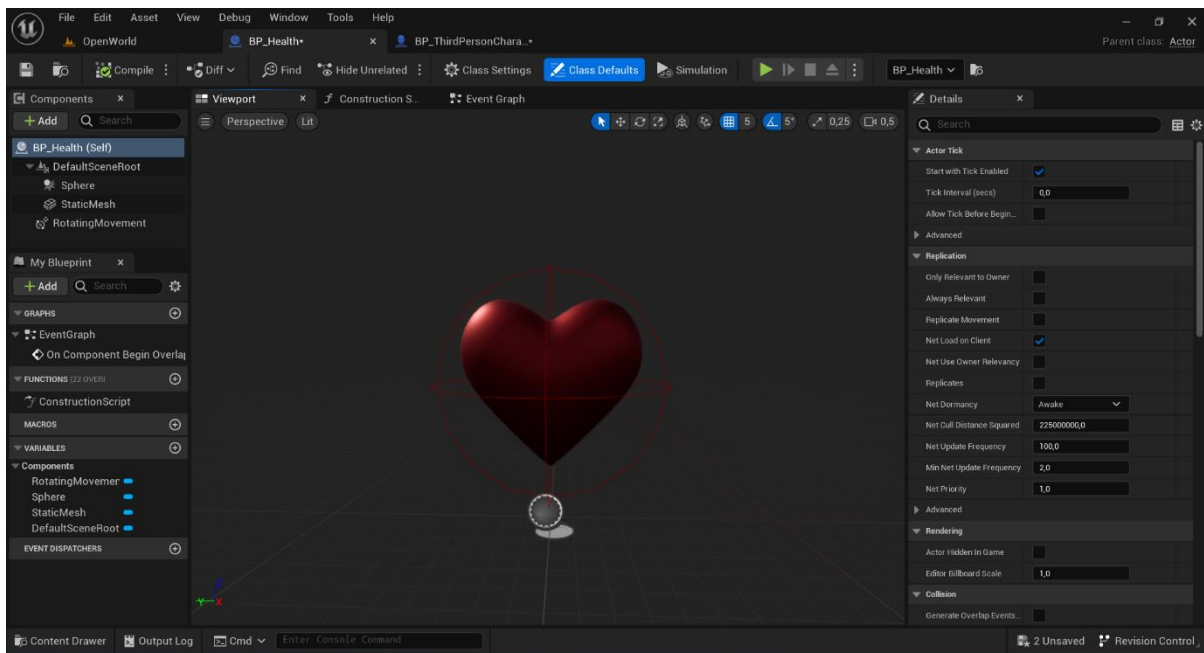 File Edit Asset View Debug Window Tools Help
OpenWorld BP_Health• BP_ThirdPersonChara...•
Parent class: Actor
Compile Diff Find Hide Unrelated Class Settings Class Defaults Simulation BP_Health
Components Viewport Construction S... Event Graph Details
+ Add Search Perspective Lit 5 5° 0,25 0,5 Search
BP_Health (Self)
DefaultSceneRoot
Sphere
StaticMesh
RotatingMovement
My Blueprint
+ Add Search
GRAPHS
EventGraph
On Component Begin Overlap
FUNCTIONS (22 OVERRI
ConstructionScript
MACROS
VARIABLES
Components
RotatingMovemer
Sphere
StaticMesh
DefaultSceneRoot
EVENT DISPATCHERS
Actor Tick
Start with Tick Enabled
Tick Interval (secs) 0,0
Allow Tick Before Begin...
Advanced
Replication
Only Relevant to Owner
Always Relevant
Replicate Movement
Net Load on Client
Net Use Owner Relevancy
Replicates
Net Dormancy Awake
Net Cull Distance Squared 225000000,0
Net Update Frequency 100,0
Min Net Update Frequency 2,0
Net Priority 1,0
Advanced
Rendering
Actor Hidden In Game
Editor Billboard Scale 1,0
Collision
Generate Overlap Events...
Content Drawer Output Log Cmd Enter Console Command 2 Unsaved Revision Control